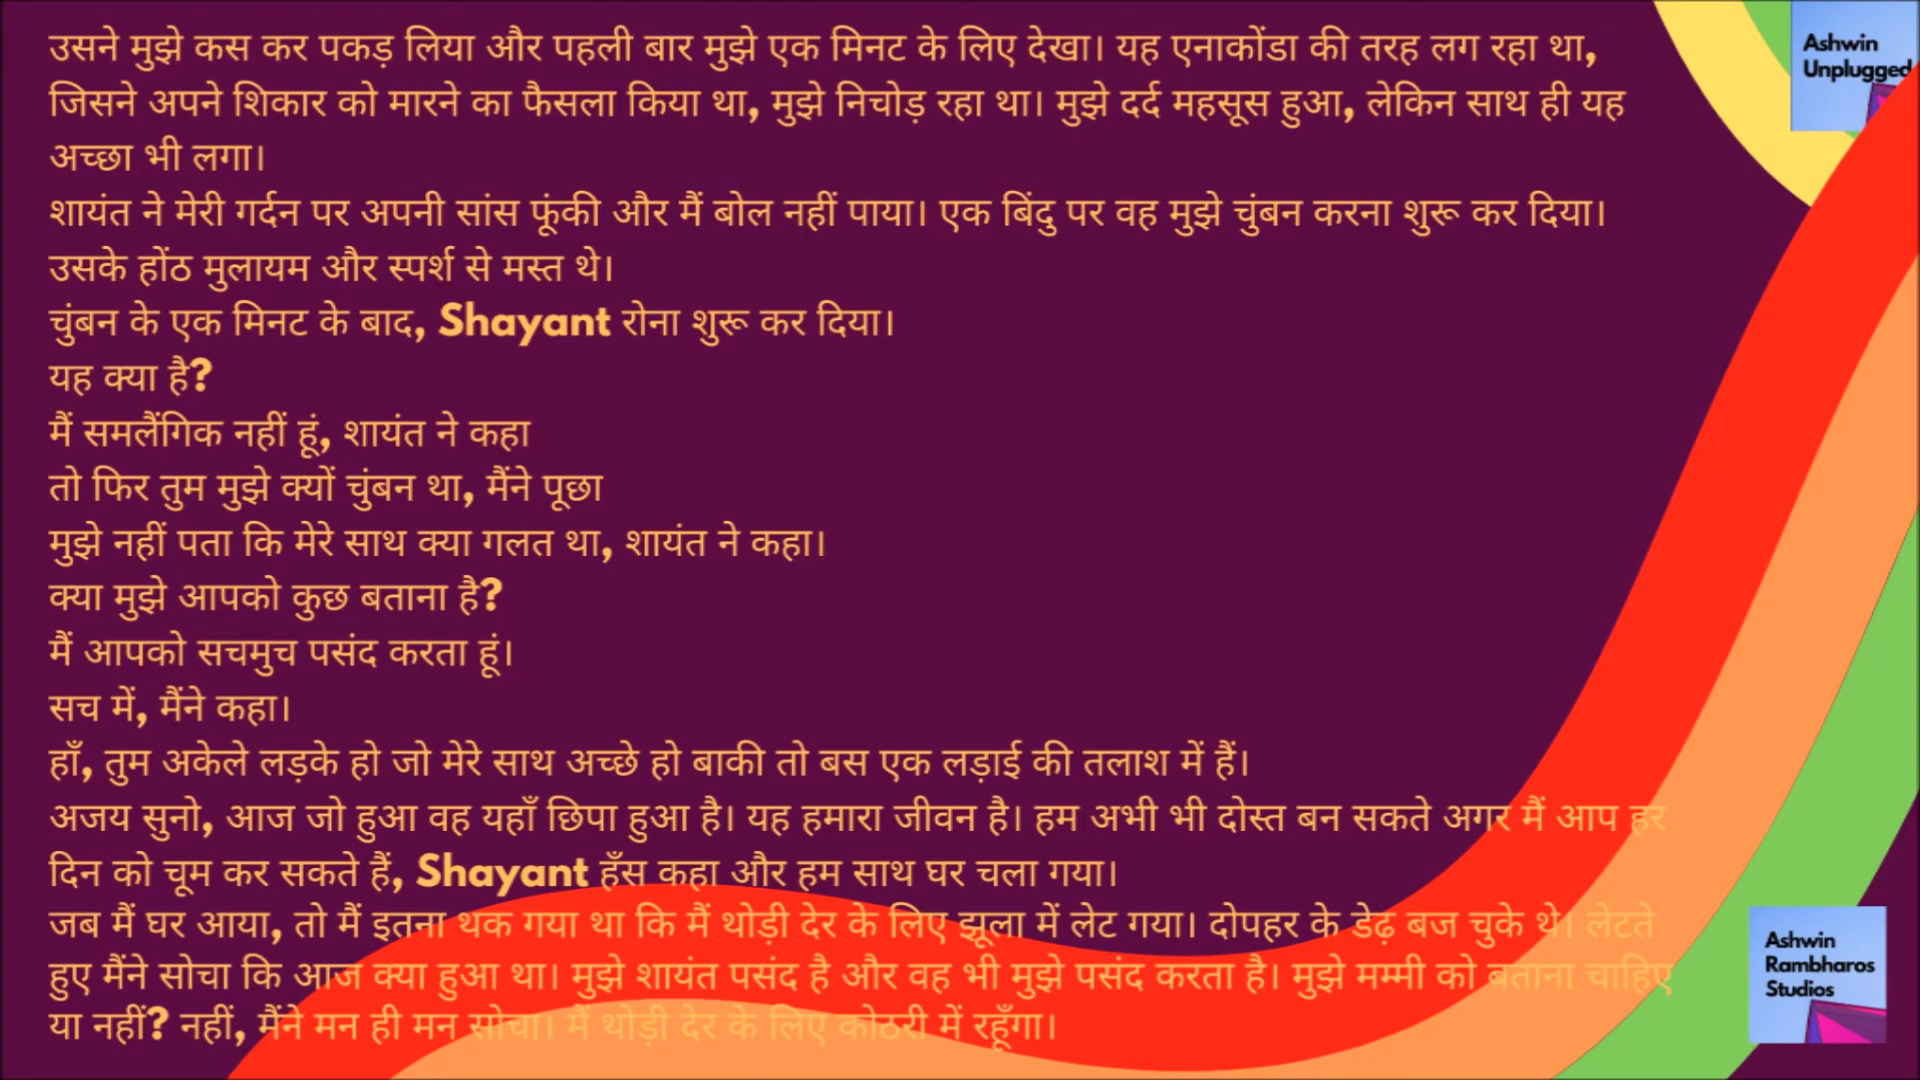 उसने मुझे कस कर पकड़ लिया और पहली बार मुझे एक मिनट के लिए देखा। यह एनाकोंडा की तरह लग रहा था,
जिसने अपने शिकार को मारने का फैसला किया था, मुझे निचोड़ रहा था। मुझे दर्द महसूस हुआ, लेकिन साथ ही यह
अच्छा भी लगा।
शायंत ने मेरी गर्दन पर अपनी सांस फूंकी और मैं बोल नहीं पाया। एक बिंदु पर वह मुझे चुंबन करना शुरू कर दिया।
उसके होंठ मुलायम और स्पर्श से मस्त थे।
चुंबन के एक मिनट के बाद, Shayant रोना शुरू कर दिया।
यह क्या है?
मैं समलैंगिक नहीं हूं, शायंत ने कहा
तो फिर तुम मुझे क्यों चुंबन था, मैंने पूछा
मुझे नहीं पता कि मेरे साथ क्या गलत था, शायंत ने कहा।
क्या मुझे आपको कुछ बताना है?
मैं आपको सचमुच पसंद करता हूं।
सच में, मैंने कहा।
हाँ, तुम अकेले लड़के हो जो मेरे साथ अच्छे हो बाकी तो बस एक लड़ाई की तलाश में हैं।
अजय सुनो, आज जो हुआ वह यहाँ छिपा हुआ है। यह हमारा जीवन है। हम अभी भी दोस्त बन सकते अगर मैं आप हर
दिन को चूम कर सकते हैं, Shayant हँस कहा और हम साथ घर चला गया।
जब मैं घर आया, तो मैं इतना थक गया था कि मैं थोड़ी देर के लिए झूला में लेट गया। दोपहर के डेढ़ बज चुके थे। लेटते
हुए मैंने सोचा कि आज क्या हुआ था। मुझे शायंत पसंद है और वह भी मुझे पसंद करता है। मुझे मम्मी को बताना चाहिए
या नहीं? नहीं, मैंने मन ही मन सोचा। मैं थोड़ी देर के लिए कोठरी में रहूँगा।
Ashwin
Unplugged
Ashwin
Rambharos
Studios